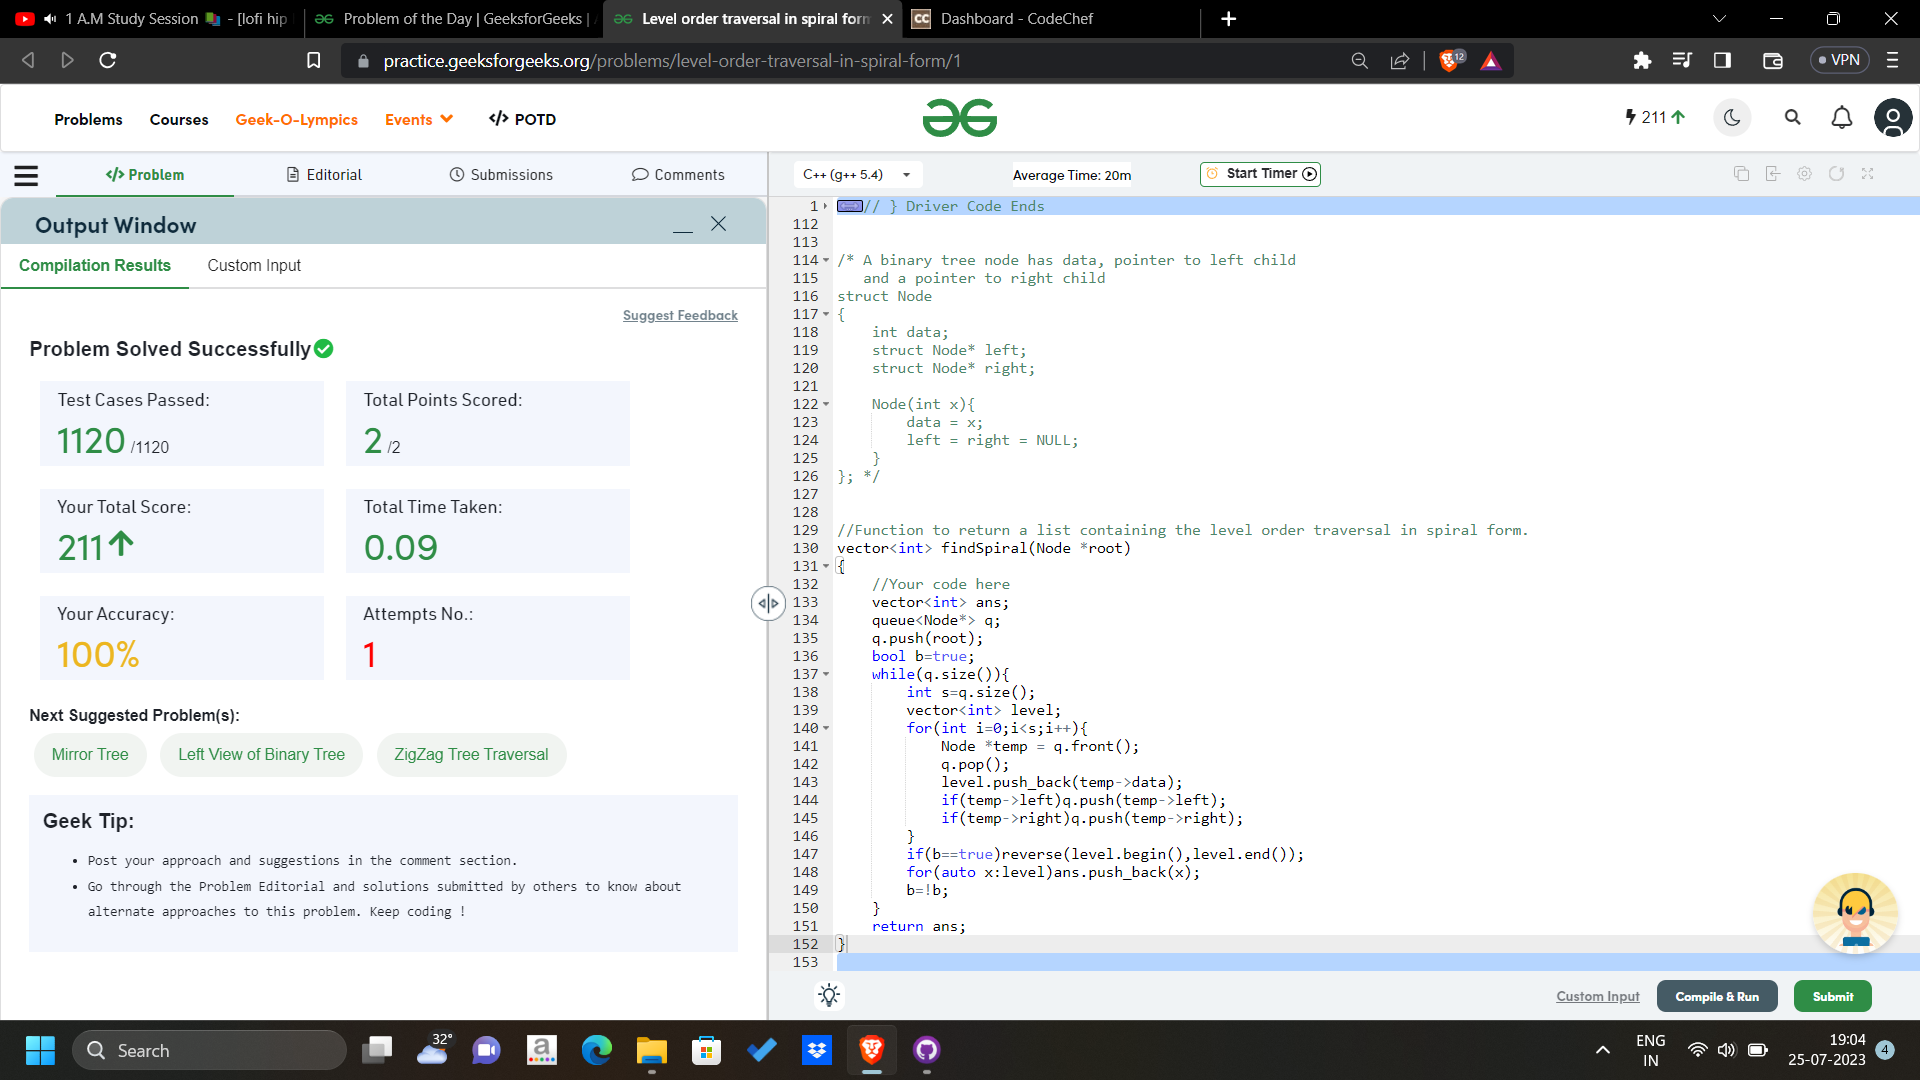 1 A.M Study Session 📚 - [lofi hip
Problem of the Day | GeeksforGeeks |
Level order traversal in spiral form
CC Dashboard - CodeChef
practice.geeksforgeeks.org/problems/level-order-traversal-in-spiral-form/1
12
VPN
Problems
Courses
Geek-O-Lympics
Events
</> POTD
211
</> Problem
Editorial
Submissions
Comments
C++ (g++ 5.4)
Average Time: 20m
Start Timer
Output Window
Compilation Results
Custom Input
Suggest Feedback
Problem Solved Successfully
Test Cases Passed:
1120 /1120
Total Points Scored:
2 /2
Your Total Score:
211
Total Time Taken:
0.09
Your Accuracy:
100%
Attempts No.:
1
Next Suggested Problem(s):
Mirror Tree
Left View of Binary Tree
ZigZag Tree Traversal
Geek Tip:
• Post your approach and suggestions in the comment section.
• Go through the Problem Editorial and solutions submitted by others to know about
alternate approaches to this problem. Keep coding !
1 // } Driver Code Ends
112
113
114 /* A binary tree node has data, pointer to left child
115    and a pointer to right child
116 struct Node
117 {
118     int data;
119     struct Node* left;
120     struct Node* right;
121
122     Node(int x){
123         data = x;
124         left = right = NULL;
125     }
126 }; */
127
128
129 //Function to return a list containing the level order traversal in spiral form.
130 vector<int> findSpiral(Node *root)
131 {
132     //Your code here
133     vector<int> ans;
134     queue<Node*> q;
135     q.push(root);
136     bool b=true;
137     while(q.size()){
138         int s=q.size();
139         vector<int> level;
140         for(int i=0;i<s;i++){
141             Node *temp = q.front();
142             q.pop();
143             level.push_back(temp->data);
144             if(temp->left)q.push(temp->left);
145             if(temp->right)q.push(temp->right);
146         }
147         if(b==true)reverse(level.begin(),level.end());
148         for(auto x:level)ans.push_back(x);
149         b=!b;
150     }
151     return ans;
152 }
153
Custom Input
Compile & Run
Submit
Search
32°
a
ENG
IN
19:04
25-07-2023
4